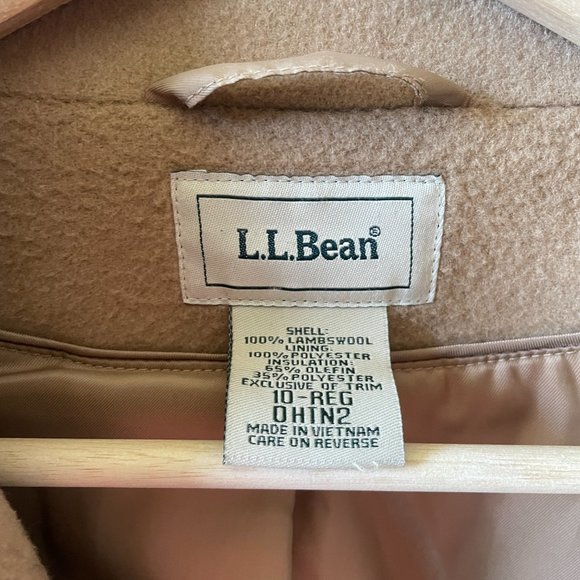 L.L.Bean®
SHELL:
100% LAMBSWOOL
LINING:
100% POLYESTER
INSULATION:
65% OLEFIN
35% POLYESTER
EXCLUSIVE OF TRIM
10-REG
0HTN2
MADE IN VIETNAM
CARE ON REVERSE